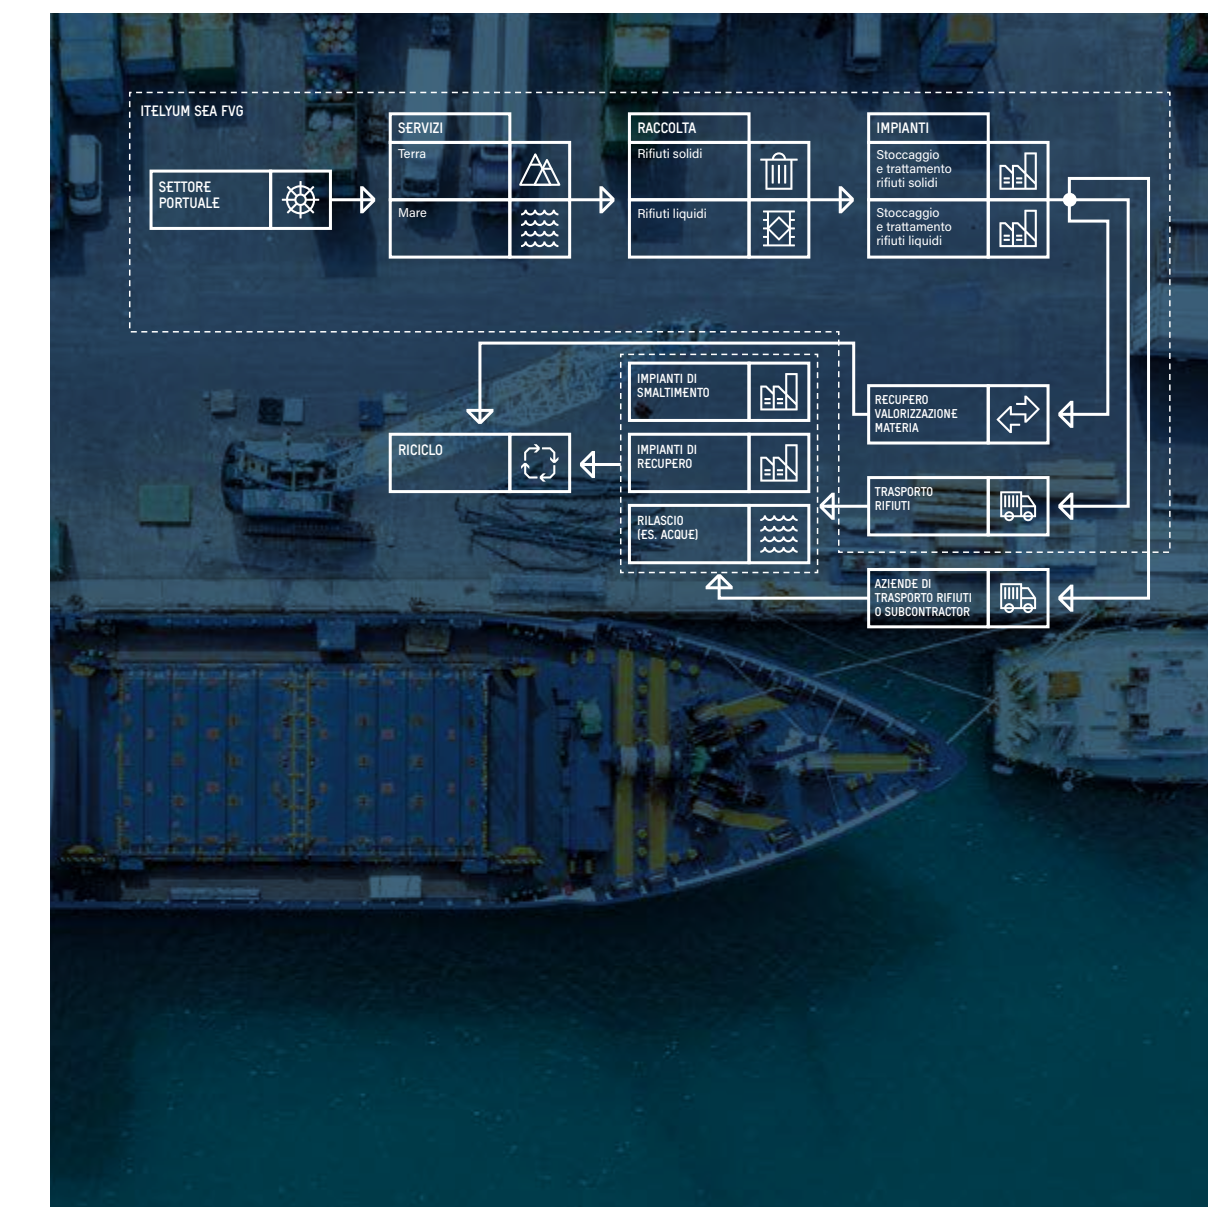 ITELYUM SEA FVG
SETTORE
PORTUALE
SERVIZI
Terra
Mare
RACCOLTA
Rifiuti solidi
Rifiuti liquidi
IMPIANTI
Stoccaggio
e trattamento
rifiuti solidi
Stoccaggio
e trattamento
rifiuti liquidi
IMPIANTI DI
SMALTIMENTO
RECUPERO
VALORIZZAZIONE
MATERIA
RICICLO
IMPIANTI DI
RECUPERO
TRASPORTO
RIFIUTI
RILASCIO
(ES. ACQUE)
AZIENDE DI
TRASPORTO RIFIUTI
O SUBCONTRACTOR